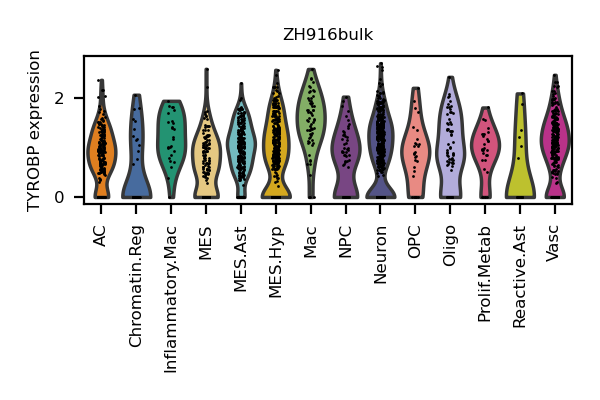 ZH916bulk
TYROBP expression
2
0
AC
Chromatin.Reg
Inflammatory.Mac
MES
MES.Ast
MES.Hyp
Mac
NPC
Neuron
OPC
Oligo
Prolif.Metab
Reactive.Ast
Vasc